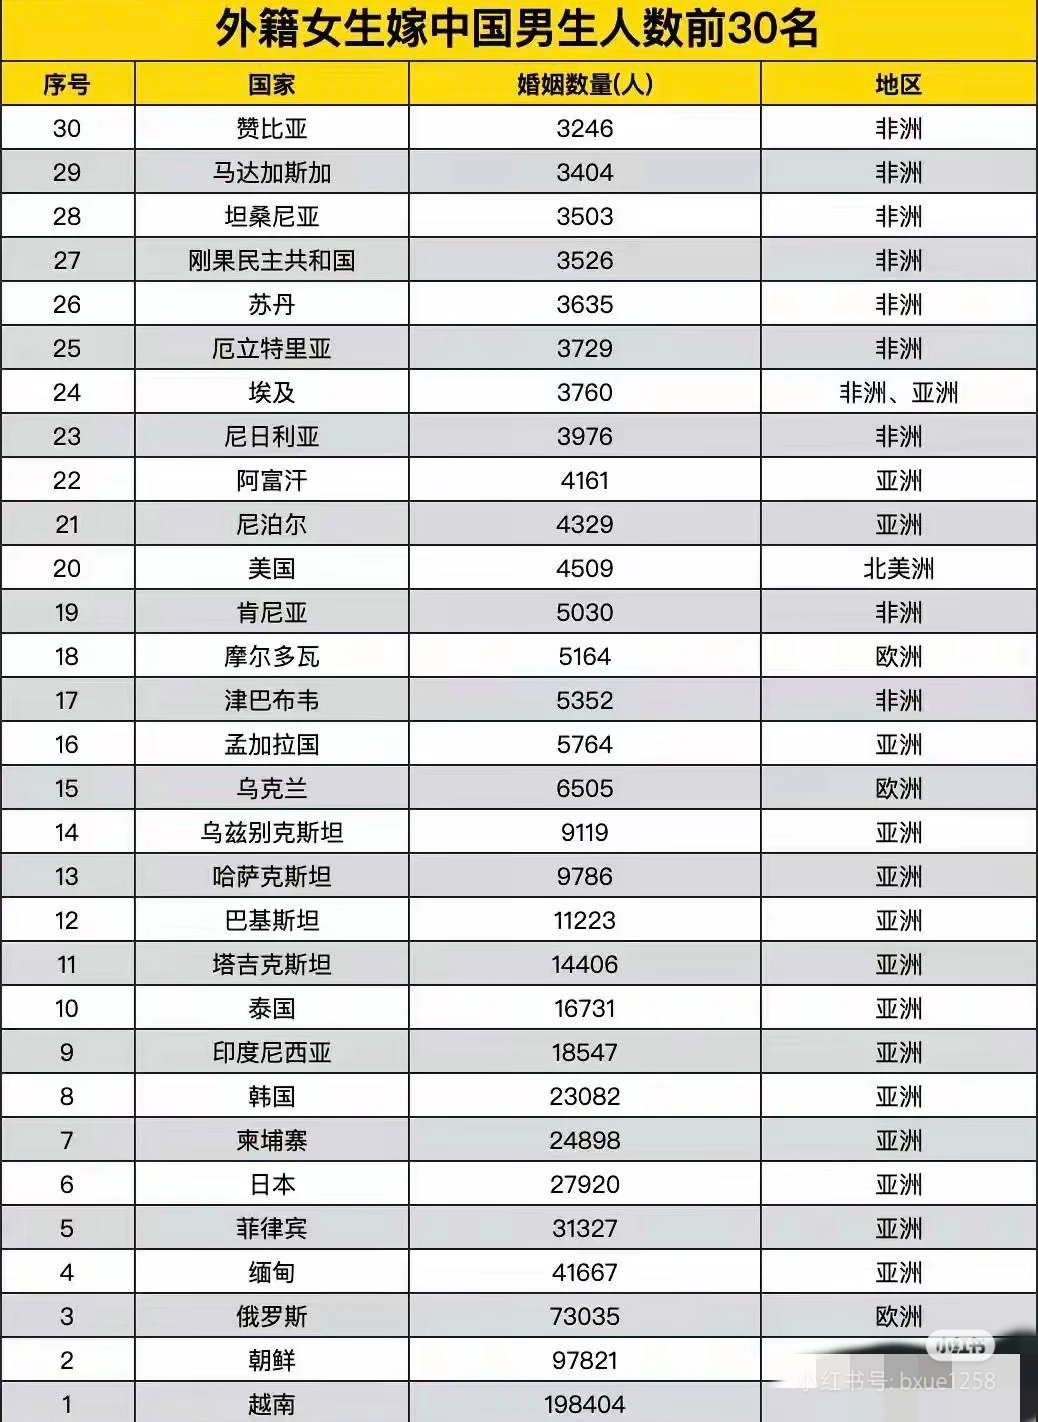 外籍女生嫁中国男生人数前30名
序号 国家 婚姻数量(人) 地区
30 赞比亚 3246 非洲
29 马达加斯加 3404 非洲
28 坦桑尼亚 3503 非洲
27 刚果民主共和国 3526 非洲
26 苏丹 3635 非洲
25 厄立特里亚 3729 非洲
24 埃及 3760 非洲、亚洲
23 尼日利亚 3976 非洲
22 阿富汗 4161 亚洲
21 尼泊尔 4329 亚洲
20 美国 4509 北美洲
19 肯尼亚 5030 非洲
18 摩尔多瓦 5164 欧洲
17 津巴布韦 5352 非洲
16 孟加拉国 5764 亚洲
15 乌克兰 6505 欧洲
14 乌兹别克斯坦 9119 亚洲
13 哈萨克斯坦 9786 亚洲
12 巴基斯坦 11223 亚洲
11 塔吉克斯坦 14406 亚洲
10 泰国 16731 亚洲
9 印度尼西亚 18547 亚洲
8 韩国 23082 亚洲
7 柬埔寨 24898 亚洲
6 日本 27920 亚洲
5 菲律宾 31327 亚洲
4 缅甸 41667 亚洲
3 俄罗斯 73035 欧洲
小红书
2 朝鲜 97821
小红书号: bxue1258
1 越南 198404